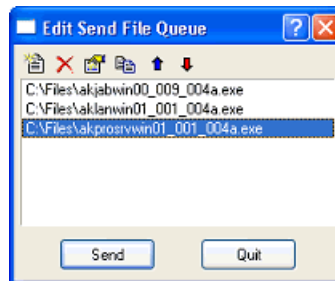 Edit Send File Queue
C:\Files\akjabwin00_009_004a.exe
C:\Files\aklanwin01_001_004a.exe
C:\Files\akprosrvwin01_001_004a.exe
Send Quit